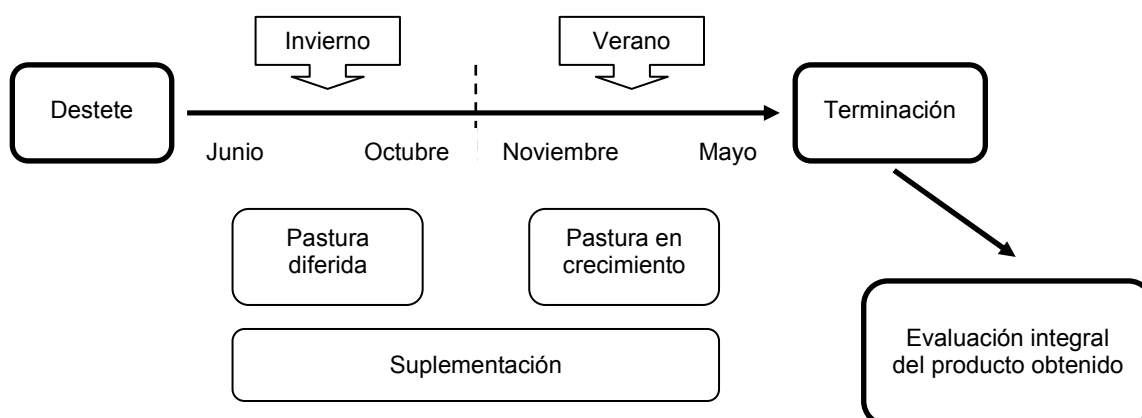 Invierno
Verano
Destete
Terminación
Junio
Octubre
Noviembre
Mayo
Pastura
diferida
Pastura en
crecimiento
Suplementación
Evaluación integral
del producto obtenido